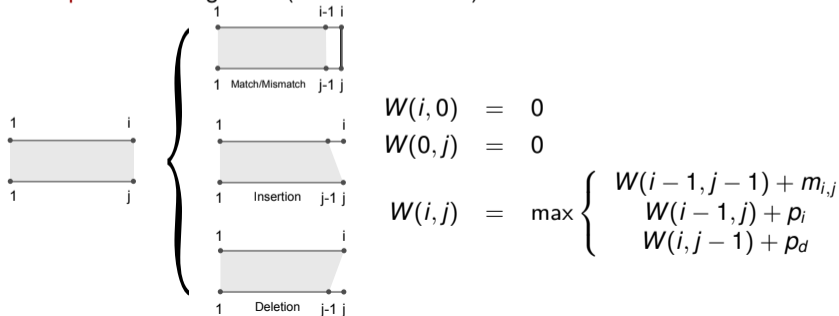 1 i-1 i
1 Match/Mismatch j-1 j
1 i
1 j
1 i
1 Insertion j-1 j
1 i
1 Deletion j-1 j
W(i, 0) = 0
W(0, j) = 0
W(i, j) = max { W(i − 1, j − 1) + m_{i,j}
W(i − 1, j) + p_i
W(i, j − 1) + p_d